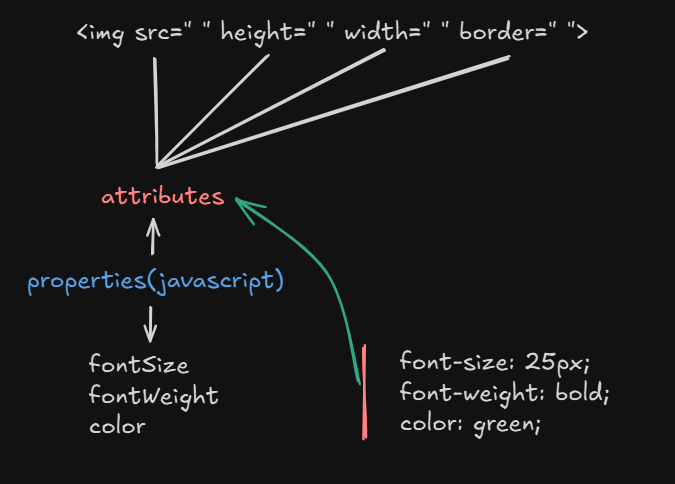 <img src=" " height=" " width=" " border=" ">
attributes
properties(javascript)
fontSize
fontWeight
color
font-size: 25px;
font-weight: bold;
color: green;